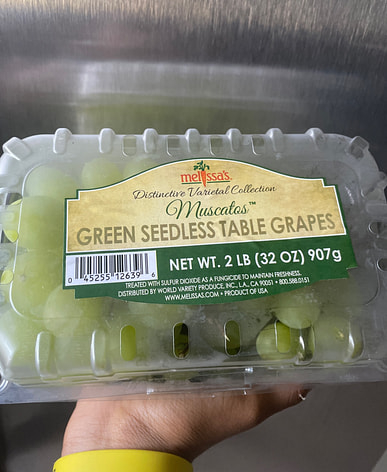 melissa's
Distinctive Varietal Collection
Muscatos™
GREEN SEEDLESS TABLE GRAPES
NET WT. 2 LB (32 OZ) 907g
0 45255 12639 6
TREATED WITH SULFUR DIOXIDE AS A FUNGICIDE TO MAINTAIN FRESHNESS.
DISTRIBUTED BY WORLD VARIETY PRODUCE, INC., L.A., CA 90051 • 800.588.0151
WWW.MELISSAS.COM • PRODUCT OF USA